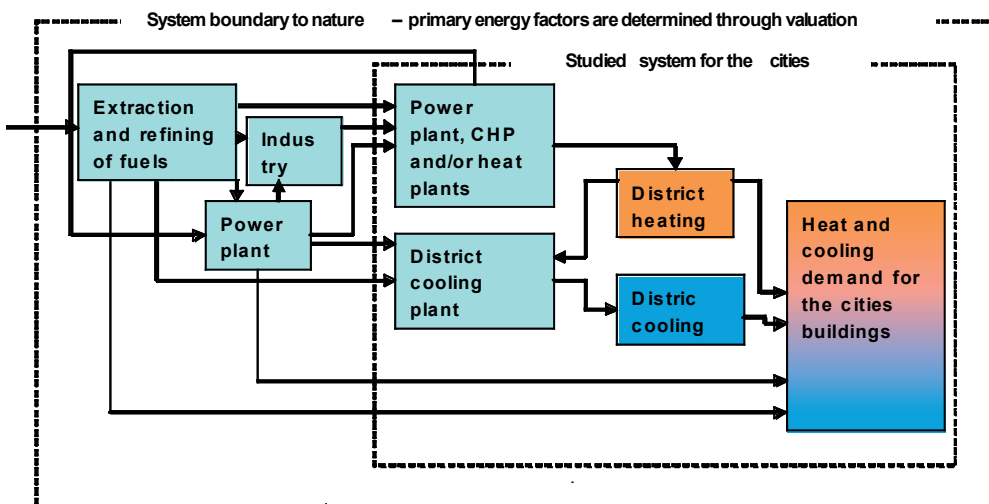 System boundary to nature – primary energy factors are determined through valuation
Studied system for the cities
Extraction
and refining
of fuels
Indus
try
Power
plant
Power
plant, CHP
and/or heat
plants
District
cooling
plant
District
heating
Distric
cooling
Heat and
cooling
demand for
the cities
buildings